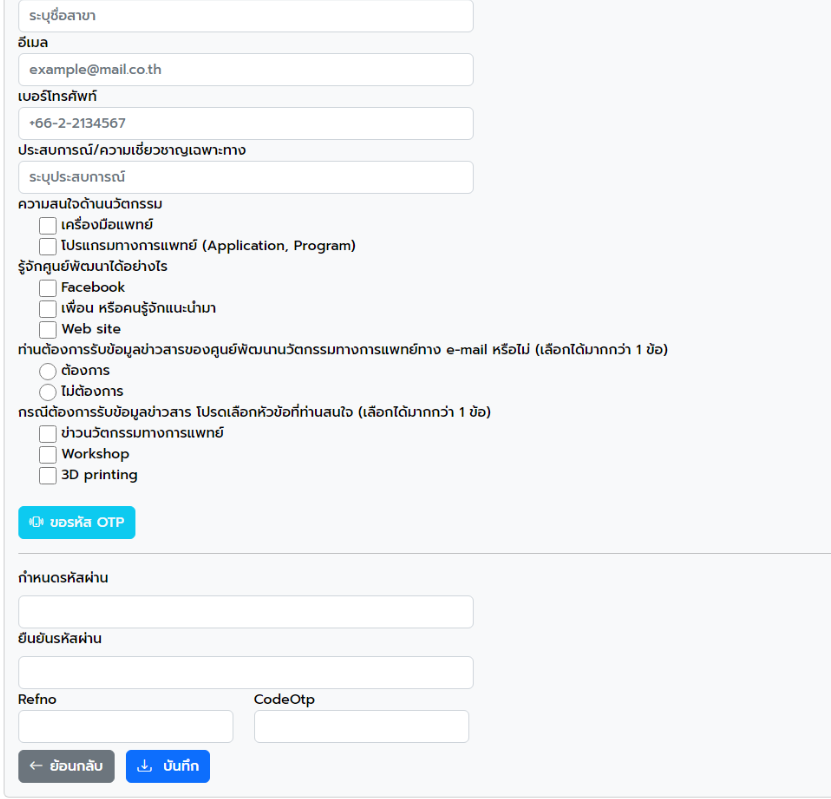 ระบุชื่อสาขา
อีเมล
example@mail.co.th
เบอร์โทรศัพท์
+66-2-2134567
ประสบการณ์/ความเชี่ยวชาญเฉพาะทาง
ระบุประสบการณ์
ความสนใจด้านนวัตกรรม
เครื่องมือแพทย์
โปรแกรมทางการแพทย์ (Application, Program)
รู้จักศูนย์พัฒนาได้อย่างไร
Facebook
เพื่อน หรือคนรู้จักแนะนำมา
Web site
ท่านต้องการรับข้อมูลข่าวสารของศูนย์พัฒนานวัตกรรมทางการแพทย์ทาง e-mail หรือไม่ (เลือกได้มากกว่า 1 ข้อ)
ต้องการ
ไม่ต้องการ
กรณีต้องการรับข้อมูลข่าวสาร โปรดเลือกหัวข้อที่ท่านสนใจ (เลือกได้มากกว่า 1 ข้อ)
ข่าวนวัตกรรมทางการแพทย์
Workshop
3D printing
ขอรหัส OTP
กำหนดรหัสผ่าน
ยืนยันรหัสผ่าน
Refno CodeOtp
ย้อนกลับ บันทึก